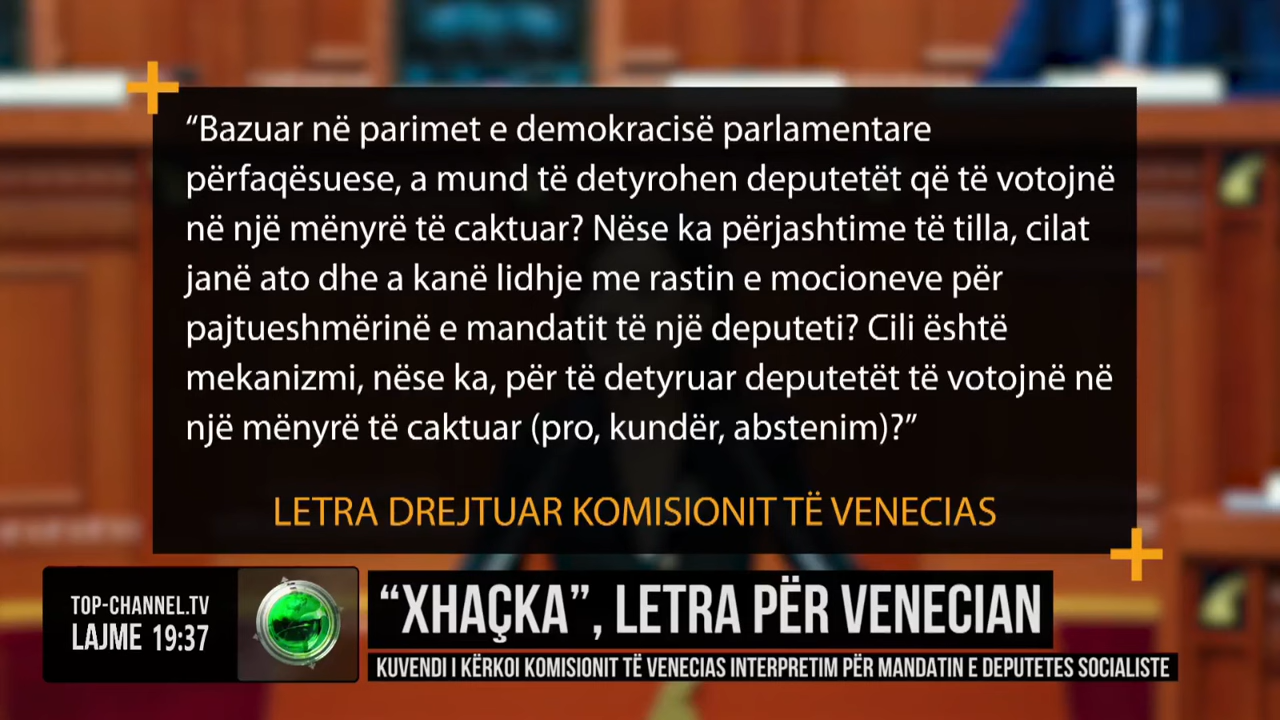 “Bazuar në parimet e demokracisë parlamentare
përfaqësuese, a mund të detyrohen deputetët që të votojnë
në një mënyrë të caktuar? Nëse ka përjashtime të tilla, cilat
janë ato dhe a kanë lidhje me rastin e mocioneve për
pajtueshmërinë e mandatit të një deputeti? Cili është
mekanizmi, nëse ka, për të detyruar deputetët të votojnë në
një mënyrë të caktuar (pro, kundër, abstenim)?”
LETRA DREJTUAR KOMISIONIT TË VENECIAS
TOP-CHANNEL.TV
LAJME 19:37
“XHAÇKA”, LETRA PËR VENECIAN
KUVENDI I KËRKOI KOMISIONIT TË VENECIAS INTERPRETIM PËR MANDATIN E DEPUTETES SOCIALISTE